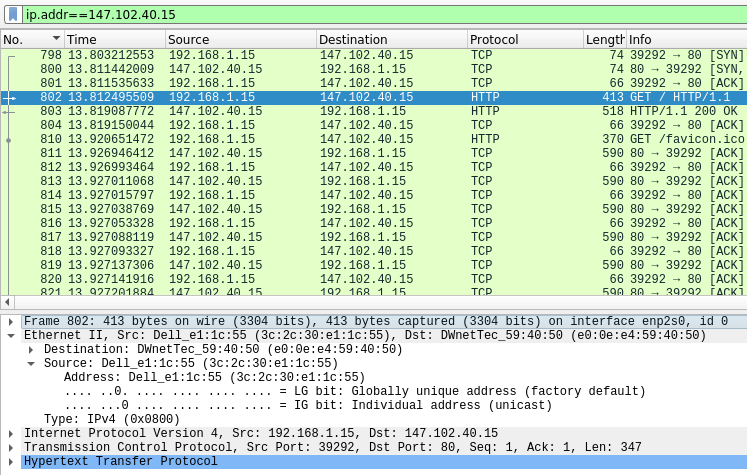 ip.addr==147.102.40.15
No. Time Source Destination Protocol Length Info
798 13.803212553 192.168.1.15 147.102.40.15 TCP 74 39292 → 80 [SYN]
800 13.811442009 147.102.40.15 192.168.1.15 TCP 74 80 → 39292 [SYN,
801 13.811535633 192.168.1.15 147.102.40.15 TCP 66 39292 → 80 [ACK]
802 13.812495509 192.168.1.15 147.102.40.15 HTTP 413 GET / HTTP/1.1
803 13.819087772 147.102.40.15 192.168.1.15 HTTP 518 HTTP/1.1 200 OK
804 13.819150044 192.168.1.15 147.102.40.15 TCP 66 39292 → 80 [ACK]
810 13.920651472 192.168.1.15 147.102.40.15 HTTP 370 GET /favicon.ico
811 13.926946412 147.102.40.15 192.168.1.15 TCP 590 80 → 39292 [ACK]
812 13.926993464 192.168.1.15 147.102.40.15 TCP 66 39292 → 80 [ACK]
813 13.927011068 147.102.40.15 192.168.1.15 TCP 590 80 → 39292 [ACK]
814 13.927015797 192.168.1.15 147.102.40.15 TCP 66 39292 → 80 [ACK]
815 13.927038769 147.102.40.15 192.168.1.15 TCP 590 80 → 39292 [ACK]
816 13.927053328 192.168.1.15 147.102.40.15 TCP 66 39292 → 80 [ACK]
817 13.927088119 147.102.40.15 192.168.1.15 TCP 590 80 → 39292 [ACK]
818 13.927093327 192.168.1.15 147.102.40.15 TCP 66 39292 → 80 [ACK]
819 13.927137306 147.102.40.15 192.168.1.15 TCP 590 80 → 39292 [ACK]
820 13.927141916 192.168.1.15 147.102.40.15 TCP 66 39292 → 80 [ACK]
821 13.927201884 147.102.40.15 192.168.1.15 TCP 590 80 → 39292 [ACK]
Frame 802: 413 bytes on wire (3304 bits), 413 bytes captured (3304 bits) on interface enp2s0, id 0
Ethernet II, Src: Dell_e1:1c:55 (3c:2c:30:e1:1c:55), Dst: DWnetTec_59:40:50 (e0:0e:e4:59:40:50)
Destination: DWnetTec_59:40:50 (e0:0e:e4:59:40:50)
Source: Dell_e1:1c:55 (3c:2c:30:e1:1c:55)
Address: Dell_e1:1c:55 (3c:2c:30:e1:1c:55)
.... ..0. .... .... .... .... = LG bit: Globally unique address (factory default)
.... ...0 .... .... .... .... = IG bit: Individual address (unicast)
Type: IPv4 (0x0800)
Internet Protocol Version 4, Src: 192.168.1.15, Dst: 147.102.40.15
Transmission Control Protocol, Src Port: 39292, Dst Port: 80, Seq: 1, Ack: 1, Len: 347
Hypertext Transfer Protocol